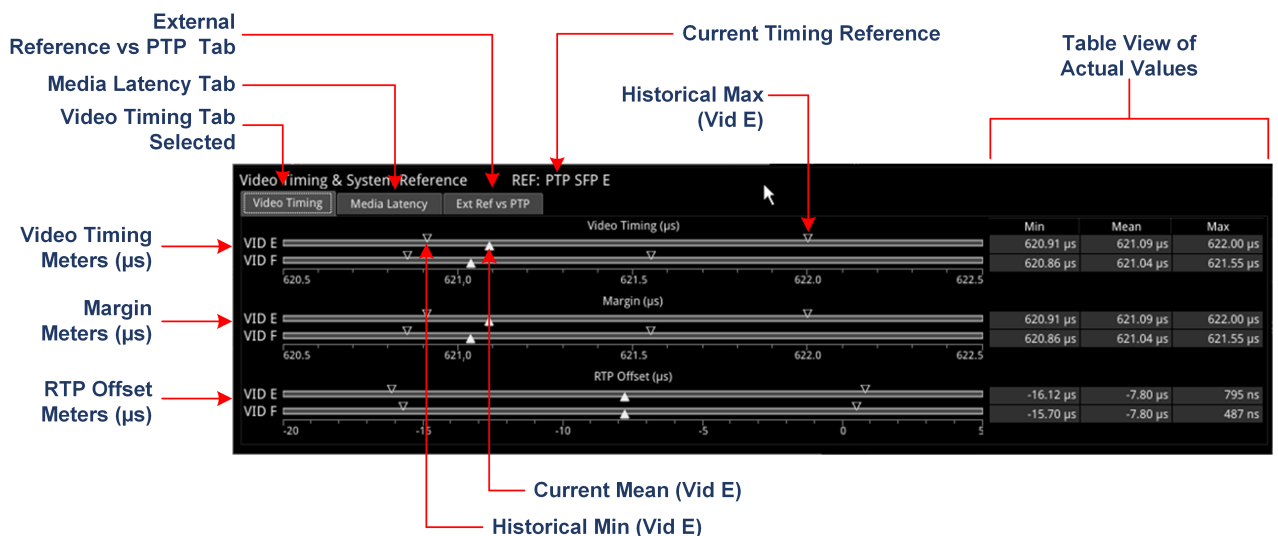 External
Reference vs PTP Tab
Current Timing Reference
Table View of
Actual Values
Media Latency Tab
Historical Max
(Vid E)
Video Timing Tab
Selected
Video Timing & System Reference REF: PTP SFP E
Video Timing Media Latency Ext Ref vs PTP
Video Timing (µs)
Min Mean Max
Video Timing
Meters (µs)
VID E 620.91 µs 621.09 µs 622.00 µs
VID F 620.86 µs 621.04 µs 621.55 µs
620.5 621,0 621.5 622.0 622.5
Margin (µs)
Margin
Meters (µs)
VID E 620.91 µs 621.09 µs 622.00 µs
VID F 620.86 µs 621.04 µs 621.55 µs
620.5 621,0 621.5 622.0 622.5
RTP Offset (µs)
RTP Offset
Meters (µs)
VID E -16.12 µs -7.80 µs 795 ns
VID F -15.70 µs -7.80 µs 487 ns
-20 -15 -10 -5 0 5
Current Mean (Vid E)
Historical Min (Vid E)